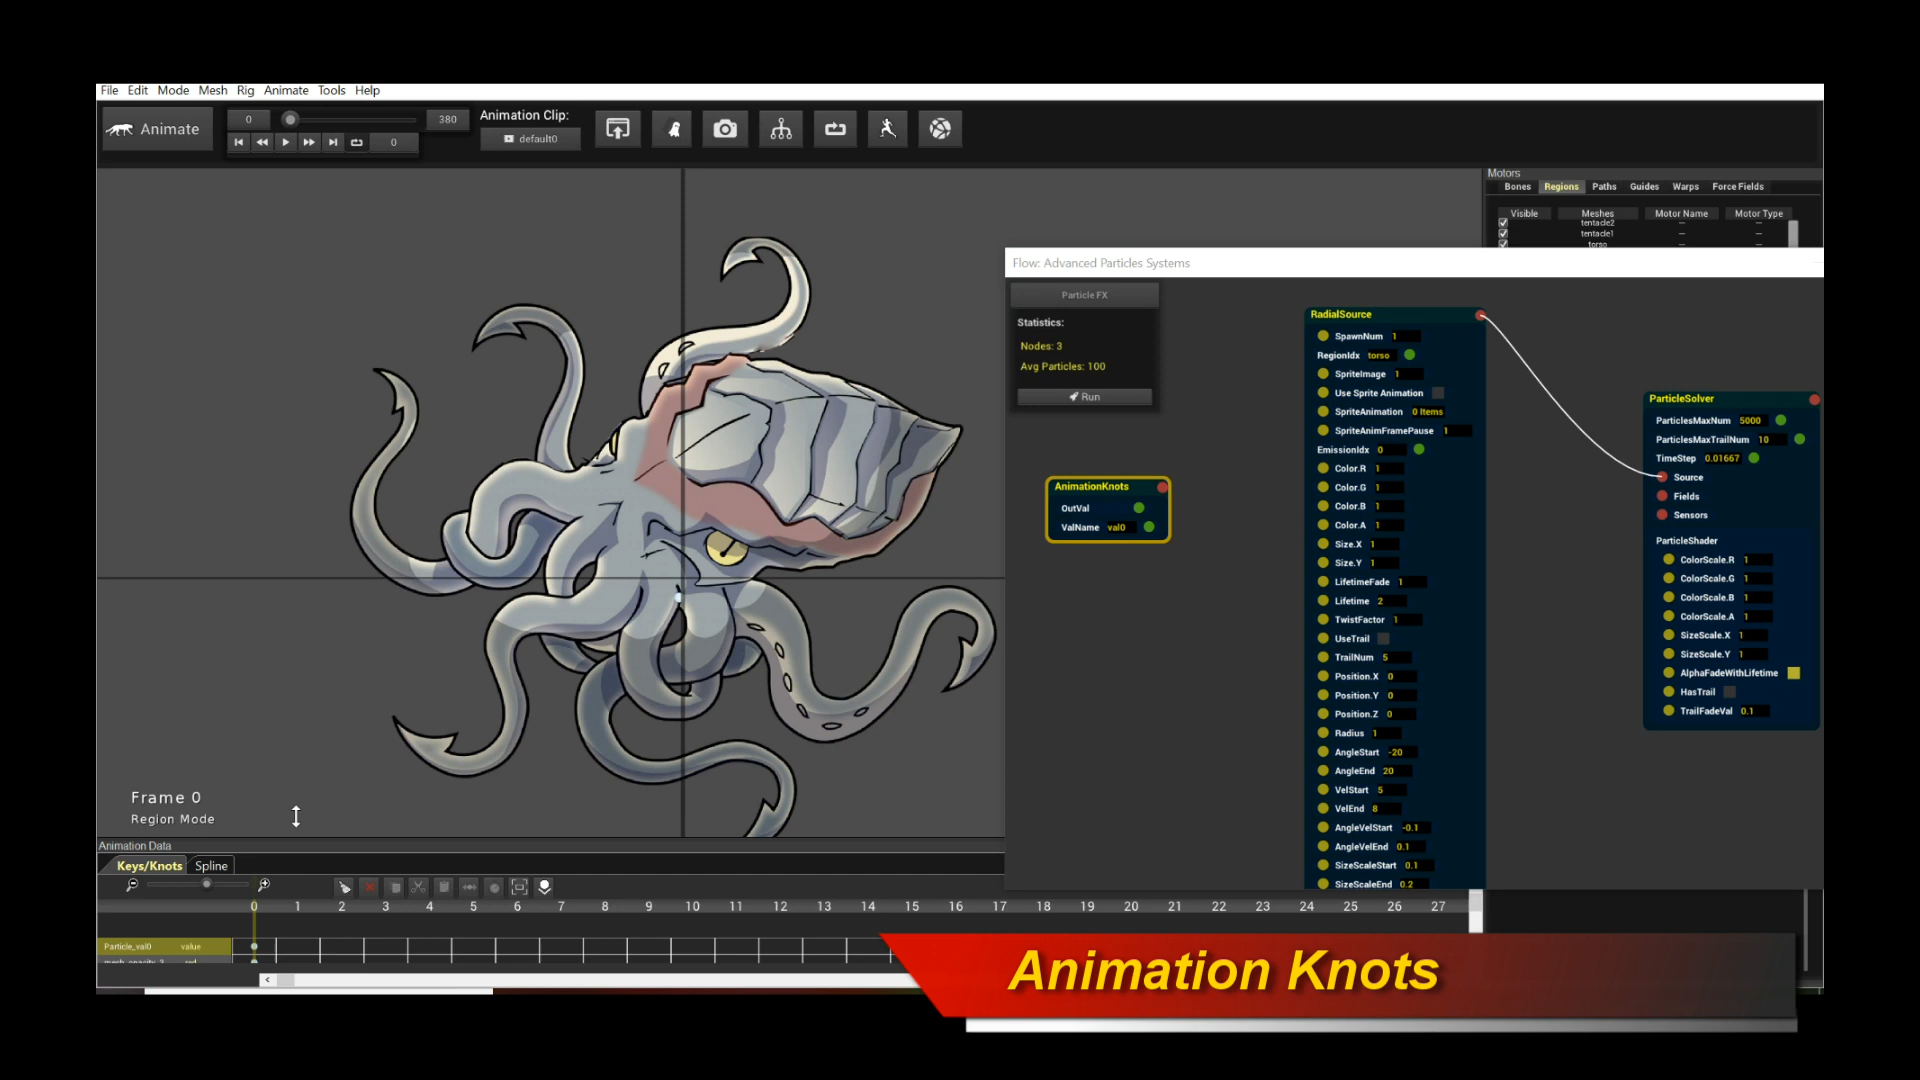 File Edit Mode Mesh Rig Animate Tools Help
Animate
0
380
0
Animation Clip:
default0
Motors
Bones Regions Paths Guides Warps Force Fields
Visible Meshes Motor Name Motor Type
tentacle2 — —
tentacle1 — —
torso — —
Flow: Advanced Particles Systems
Particle FX
Statistics:
Nodes: 3
Avg Particles: 100
Run
AnimationKnots
OutVal
ValName val0
RadialSource
SpawnNum 1
RegionIdx torso
SpriteImage 1
Use Sprite Animation
SpriteAnimation 0 Items
SpriteAnimFramePause 1
EmissionIdx 0
Color.R 1
Color.G 1
Color.B 1
Color.A 1
Size.X 1
Size.Y 1
LifetimeFade 1
Lifetime 2
TwistFactor 1
UseTrail
TrailNum 5
Position.X 0
Position.Y 0
Position.Z 0
Radius 1
AngleStart -20
AngleEnd 20
VelStart 5
VelEnd 8
AngleVelStart -0.1
AngleVelEnd 0.1
SizeScaleStart 0.1
SizeScaleEnd 0.2
ParticleSolver
ParticlesMaxNum 5000
ParticlesMaxTrailNum 10
TimeStep 0.01667
Source
Fields
Sensors
ParticleShader
ColorScale.R 1
ColorScale.G 1
ColorScale.B 1
ColorScale.A 1
SizeScale.X 1
SizeScale.Y 1
AlphaFadeWithLifetime
HasTrail
TrailFadeVal 0.1
Frame 0
Region Mode
Animation Data
Keys/Knots Spline
0 1 2 3 4 5 6 7 8 9 10 11 12 13 14 15 16 17 18 19 20 21 22 23 24 25 26 27
Particle_val0 value
Animation Knots